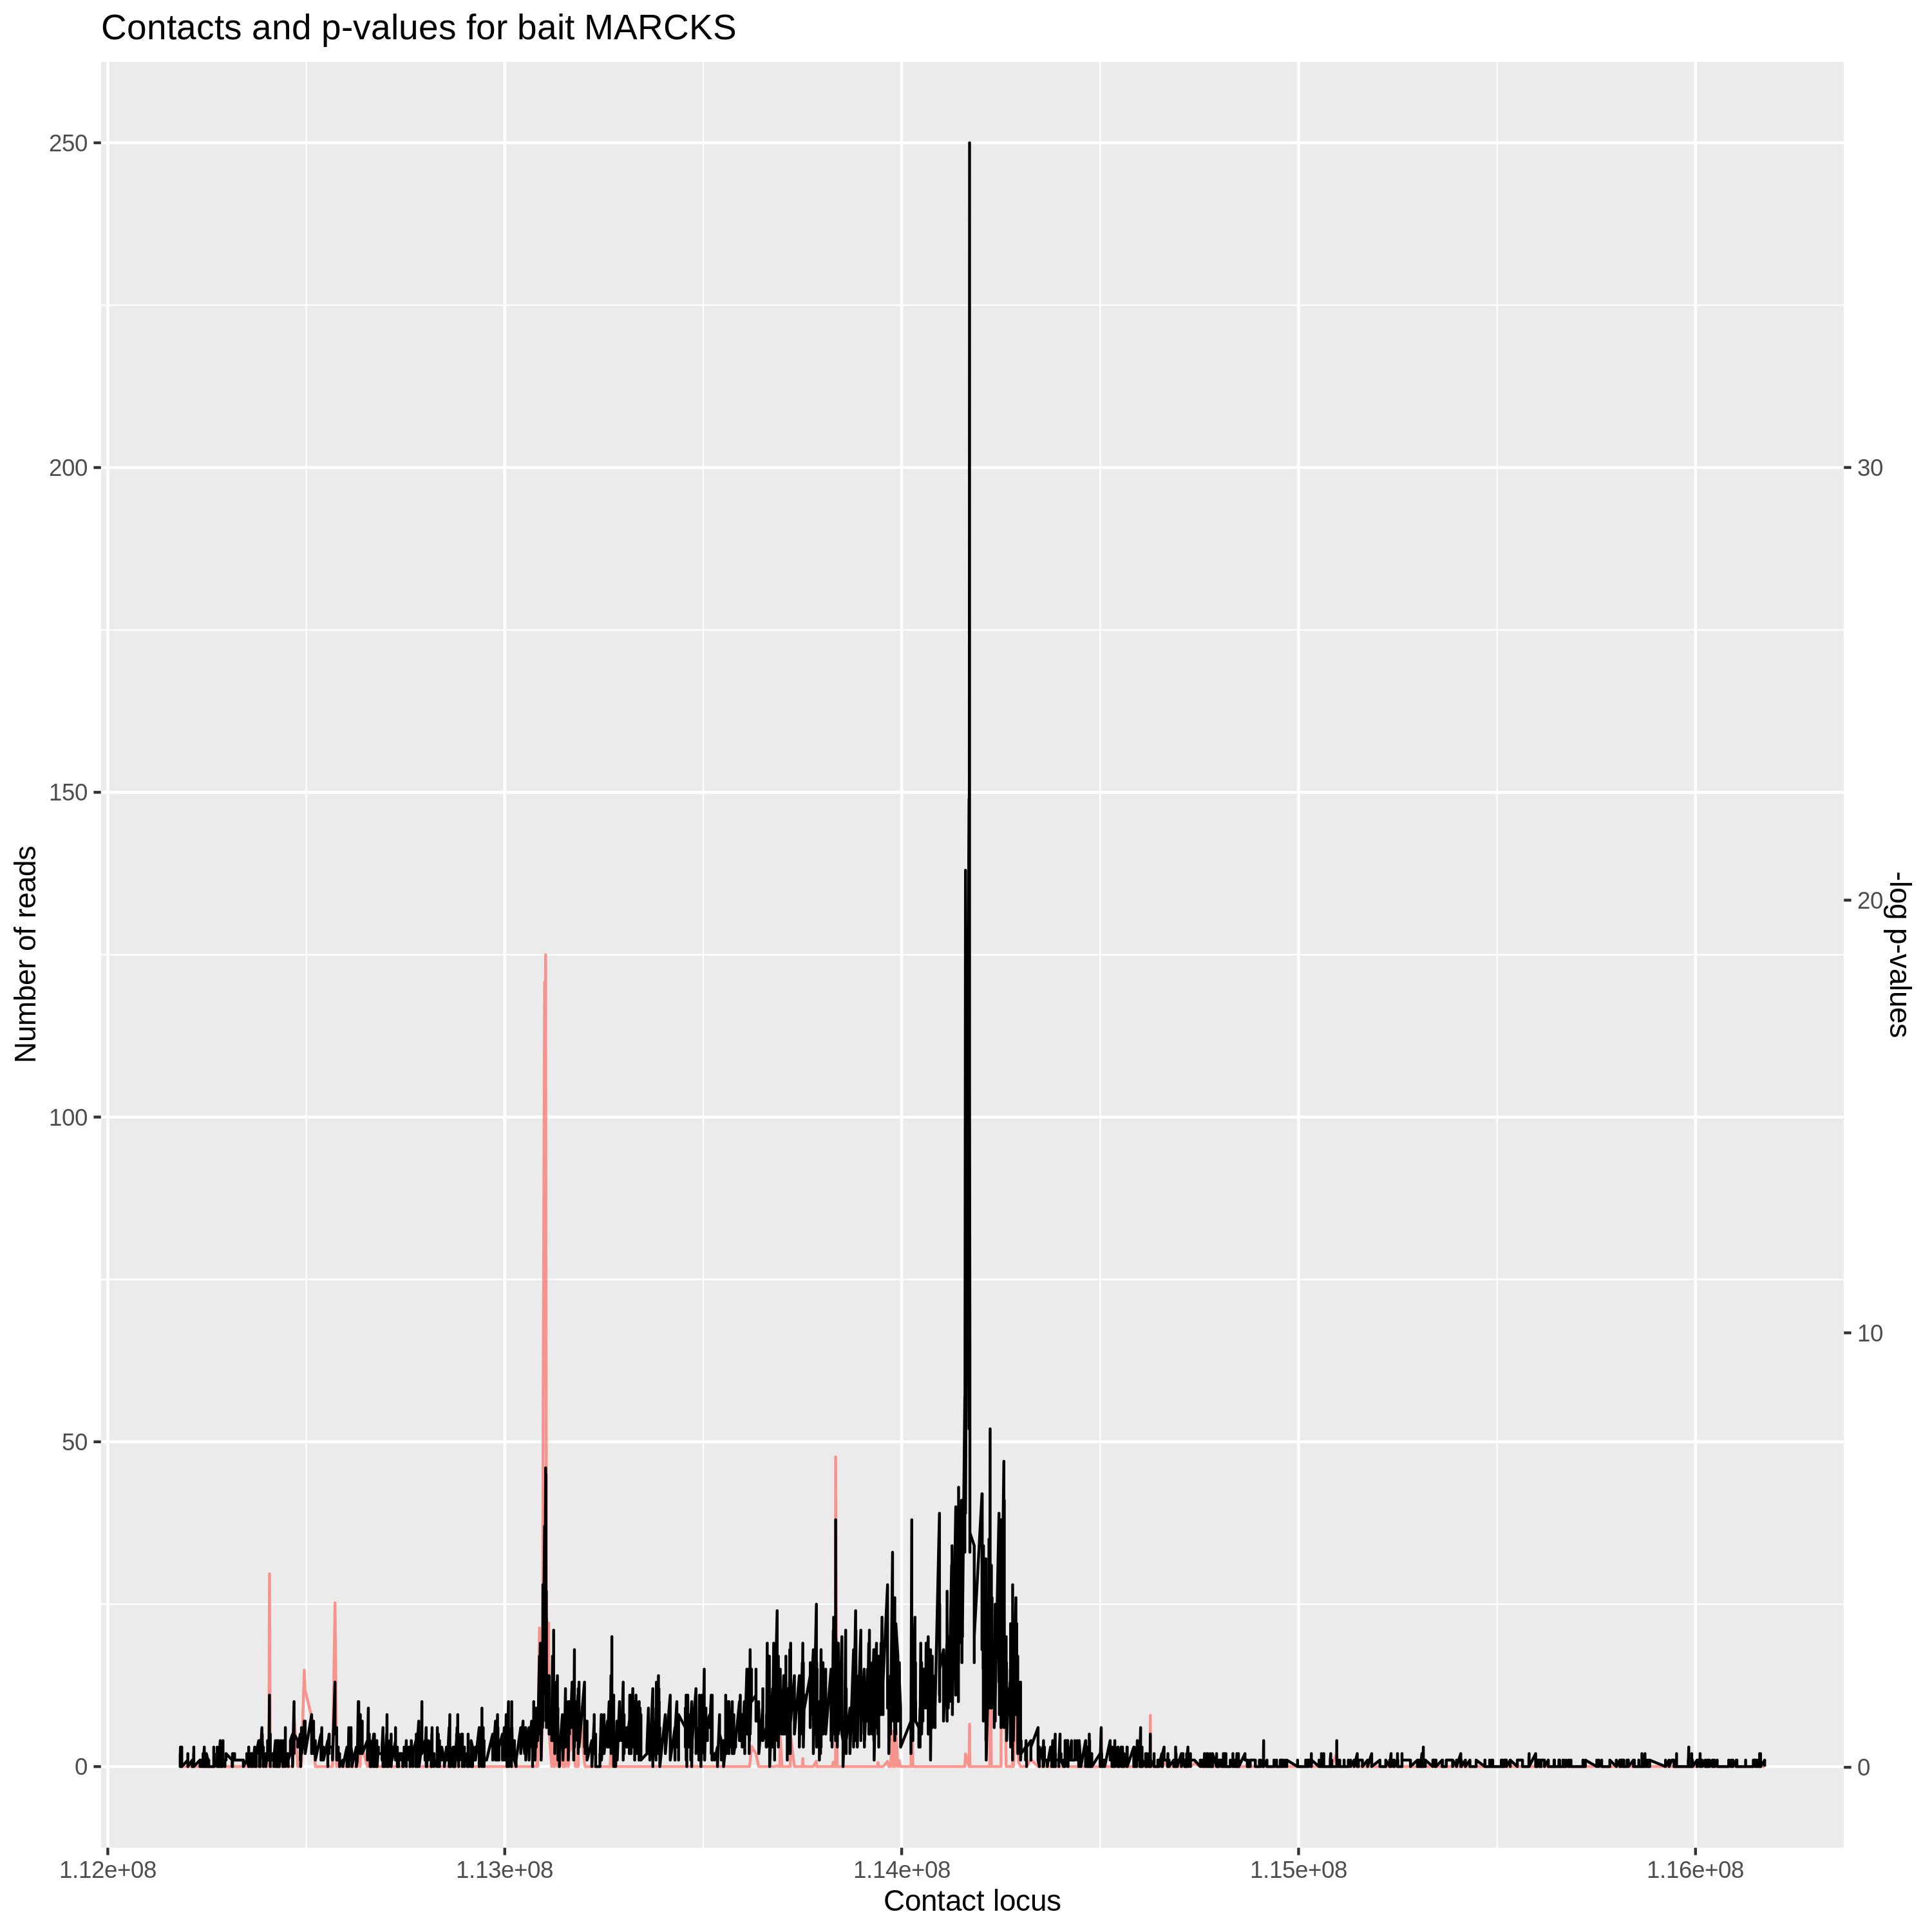 Contacts and p-values for bait MARCKS
250
200
150
100
50
0
Number of reads
30
20
10
0
-log p-values
1.12e+08
1.13e+08
1.14e+08
1.15e+08
1.16e+08
Contact locus